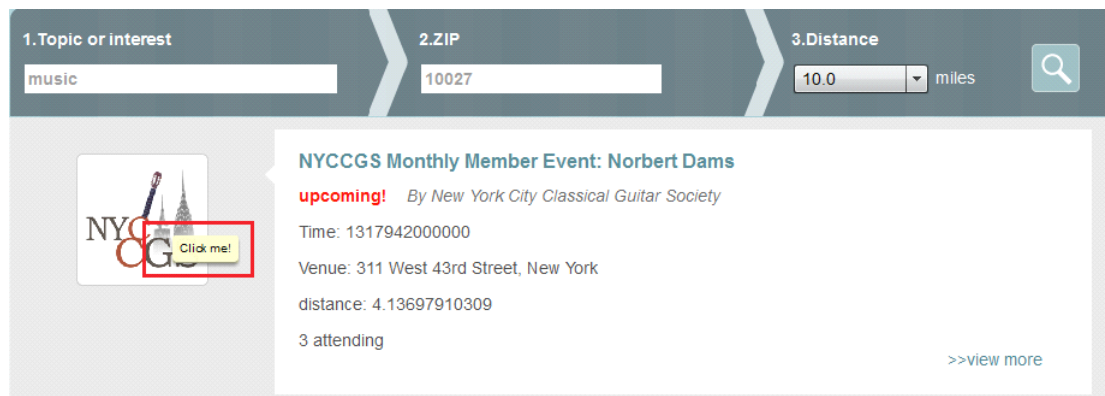 1.Topic or interest
2.ZIP
3.Distance
music
10027
10.0
miles
NYCCGS Monthly Member Event: Norbert Dams
upcoming! By New York City Classical Guitar Society
NYC
CGS
Click me!
Time: 1317942000000
Venue: 311 West 43rd Street, New York
distance: 4.13697910309
3 attending
>>view more